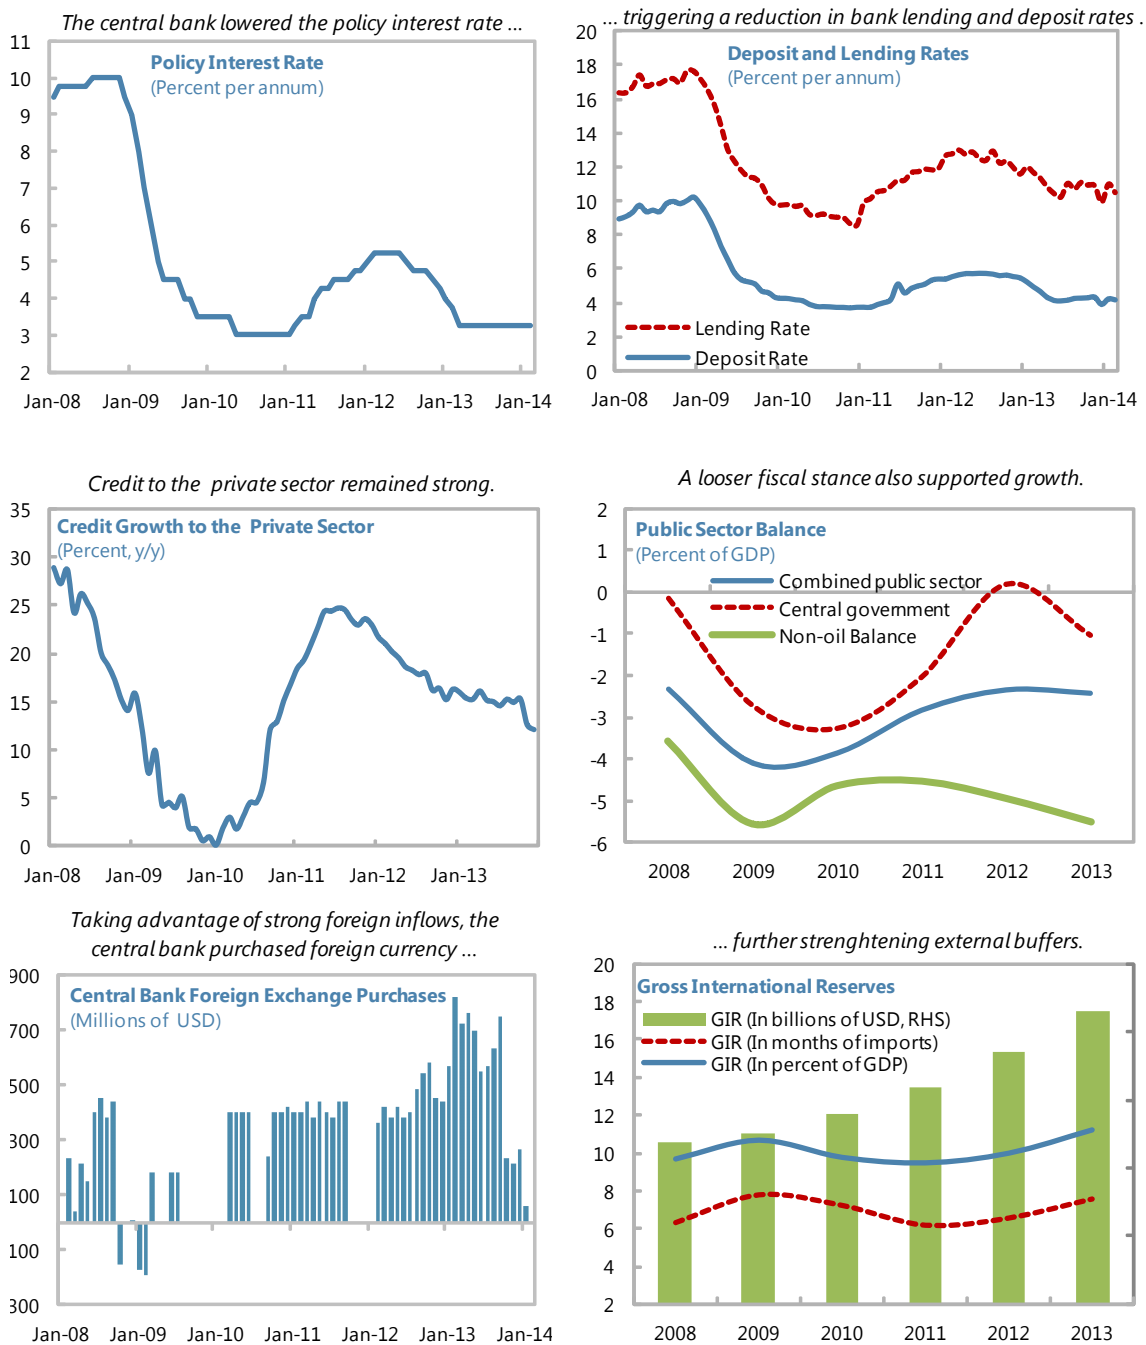 The central bank lowered the policy interest rate ...
Policy Interest Rate
(Percent per annum)
11
10
9
8
7
6
5
4
3
2
Jan-08 Jan-09 Jan-10 Jan-11 Jan-12 Jan-13 Jan-14
... triggering a reduction in bank lending and deposit rates .
Deposit and Lending Rates
(Percent per annum)
20
18
16
14
12
10
8
6
4
2
0
Lending Rate
Deposit Rate
Jan-08 Jan-09 Jan-10 Jan-11 Jan-12 Jan-13 Jan-14
Credit to the private sector remained strong.
Credit Growth to the Private Sector
(Percent, y/y)
35
30
25
20
15
10
5
0
Jan-08 Jan-09 Jan-10 Jan-11 Jan-12 Jan-13
A looser fiscal stance also supported growth.
Public Sector Balance
(Percent of GDP)
Combined public sector
Central government
Non-oil Balance
2
1
0
-1
-2
-3
-4
-5
-6
2008 2009 2010 2011 2012 2013
Taking advantage of strong foreign inflows, the
central bank purchased foreign currency ...
Central Bank Foreign Exchange Purchases
(Millions of USD)
900
700
500
300
100
100
300
Jan-08 Jan-09 Jan-10 Jan-11 Jan-12 Jan-13 Jan-14
... further strenghtening external buffers.
Gross International Reserves
GIR (In billions of USD, RHS)
GIR (In months of imports)
GIR (In percent of GDP)
20
18
16
14
12
10
8
6
4
2
2008 2009 2010 2011 2012 2013